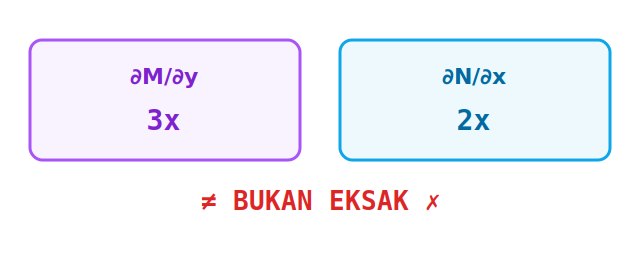 ∂M/∂y
3x
∂N/∂x
2x
≠ BUKAN EKSAK ✗